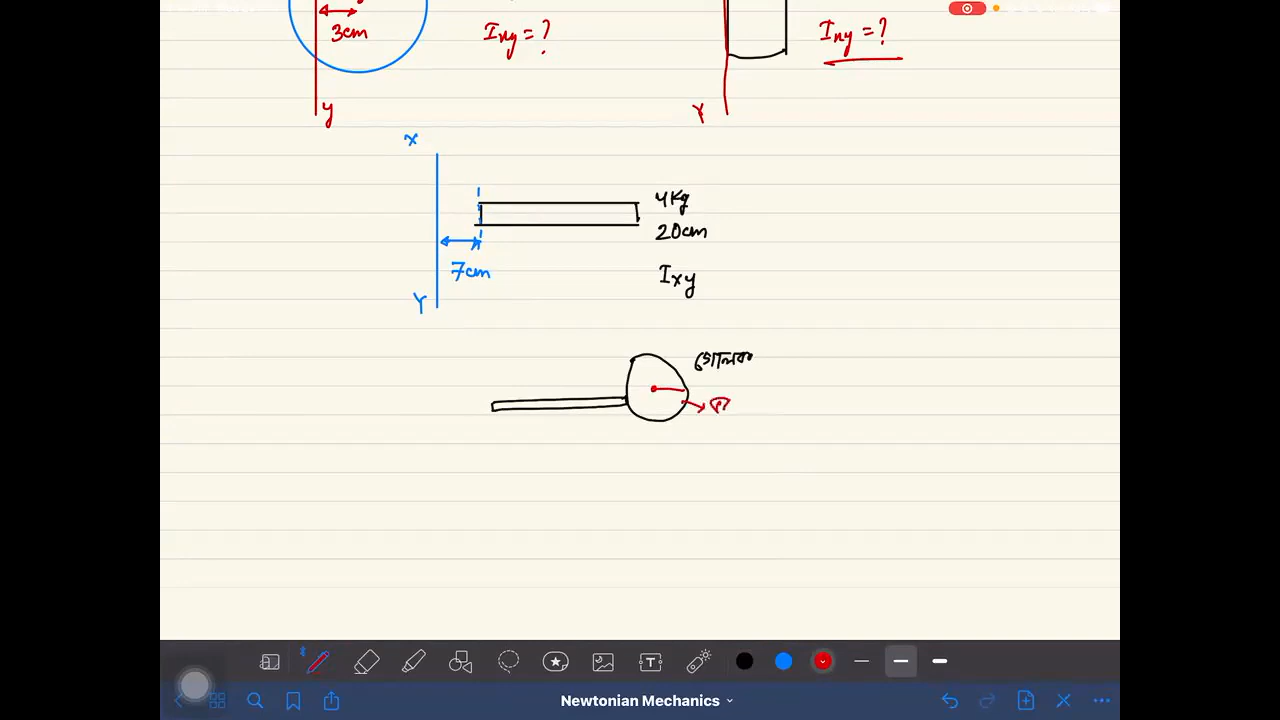 3cm
Ixy = ?
Ixy = ?
y
Y
X
4Kg
20cm
7cm
Ixy
Y
গোলক
Newtonian Mechanics